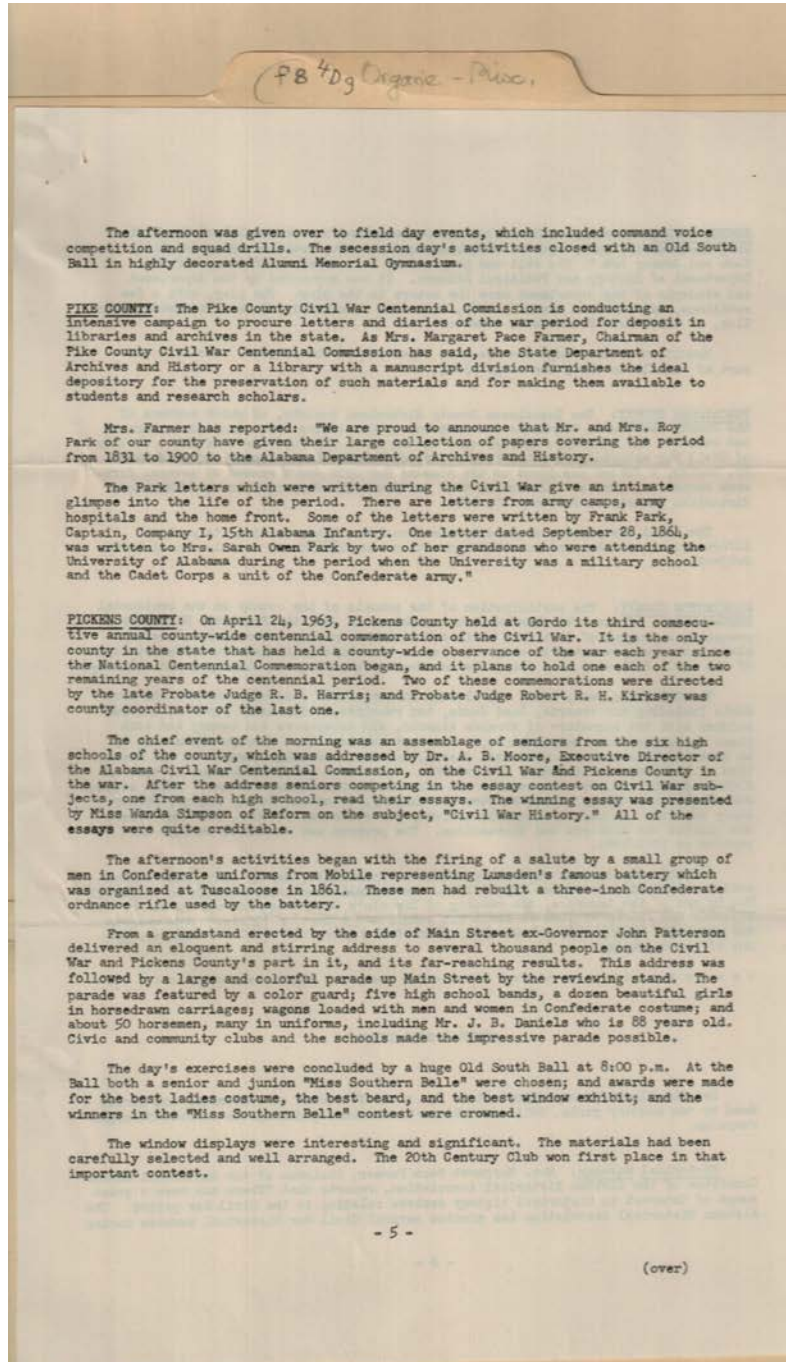 The afternoon was given over to field day events, which included command voice
competition and squad drills. The secession day's activities closed with an Old South
Ball in highly decorated Alumni Memorial Gymnasium.
PIKE COUNTY: The Pike County Civil War Centennial Commission is conducting an
intensive campaign to procure letters and diaries of the war period for deposit in
libraries and archives in the state. As Mrs. Margaret Pace Farmer, Chairman of the
Pike County Civil War Centennial Commission has said, the State Department of
Archives and History or a library with a manuscript division furnishes the ideal
depository for the preservation of such materials and for making them available to
students and research scholars.
Mrs. Farmer has reported: "We are proud to announce that Mr. and Mrs. Roy
Park of our county have given their large collection of papers covering the period
from 1831 to 1900 to the Alabama Department of Archives and History.
The Park letters which were written during the Civil War give an intimate
glimpse into the life of the period. There are letters from army camps, army
hospitals and the home front. Some of the letters were written by Frank Park,
Captain, Company I, 15th Alabama Infantry. One letter dated September 28, 1864,
was written to Mrs. Sarah Owen Park by two of her grandsons who were attending the
University of Alabama during the period when the University was a military school
and the Cadet Corps a unit of the Confederate army."
PICKENS COUNTY: On April 24, 1963, Pickens County held at Gordo its third consecu-
tive annual county-wide centennial commemoration of the Civil War. It is the only
county in the state that has held a county-wide observance of the war each year since
the National Centennial Commemoration began, and it plans to hold one each of the two
remaining years of the centennial period. Two of these commemorations were directed
by the late Probate Judge R. B. Harris; and Probate Judge Robert R. H. Kirksey was
county coordinator of the last one.
The chief event of the morning was an assemblage of seniors from the six high
schools of the county, which was addressed by Dr. A. B. Moore, Executive Director of
the Alabama Civil War Centennial Commission, on the Civil War and Pickens County in
the war. After the address seniors competing in the essay contest on Civil War sub-
jects, one from each high school, read their essays. The winning essay was presented
by Miss Wanda Simpson of Reform on the subject, "Civil War History." All of the
essays were quite creditable.
The afternoon's activities began with the firing of a salute by a small group of
men in Confederate uniforms from Mobile representing Lumsden's famous battery which
was organized at Tuscaloose in 1861. These men had rebuilt a three-inch Confederate
ordnance rifle used by the battery.
From a grandstand erected by the side of Main Street ex-Governor John Patterson
delivered an eloquent and stirring address to several thousand people on the Civil
War and Pickens County's part in it, and its far-reaching results. This address was
followed by a large and colorful parade up Main Street by the reviewing stand. The
parade was featured by a color guard; five high school bands, a dozen beautiful girls
in horsedrawn carriages; wagons loaded with men and women in Confederate costume; and
about 50 horsemen, many in uniforms, including Mr. J. B. Daniels who is 88 years old.
Civic and community clubs and the schools made the impressive parade possible.
The day's exercises were concluded by a huge Old South Ball at 8:00 p.m. At the
Ball both a senior and junion "Miss Southern Belle" were chosen; and awards were made
for the best ladies costume, the best beard, and the best window exhibit; and the
winners in the "Miss Southern Belle" contest were crowned.
The window displays were interesting and significant. The materials had been
carefully selected and well arranged. The 20th Century Club won first place in that
important contest.
- 5 -
(over)